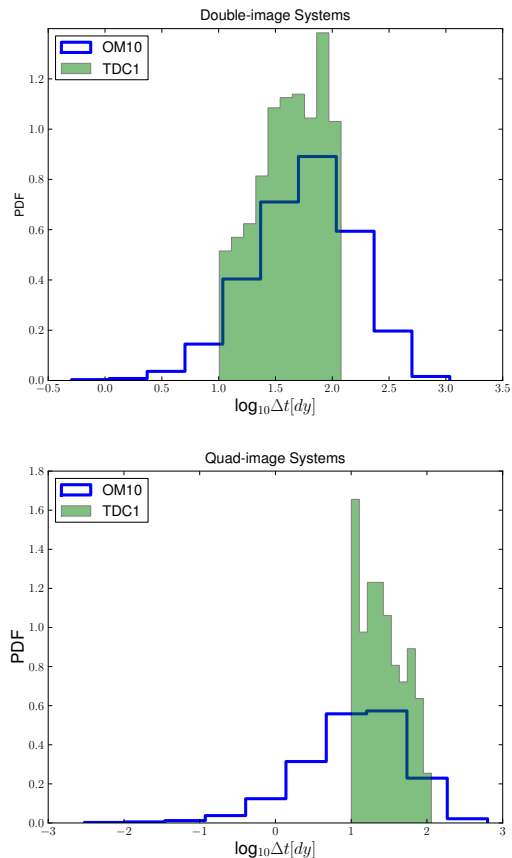 Double-image Systems
OM10
TDC1
PDF
1.2
1.0
0.8
0.6
0.4
0.2
0.0
−0.5 0.0 0.5 1.0 1.5 2.0 2.5 3.0 3.5
log₁₀Δt[dy]
Quad-image Systems
OM10
TDC1
PDF
1.8
1.6
1.4
1.2
1.0
0.8
0.6
0.4
0.2
0.0
−3 −2 −1 0 1 2 3
log₁₀Δt[dy]